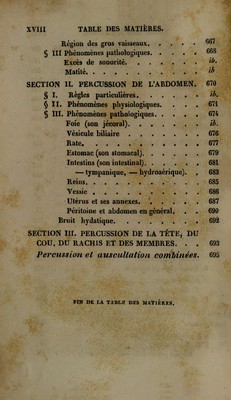 XVIII TABLE DES MATIÈRES.
Région des gros vaisseaux. . . . . . 667
§ III Phénomènes pathologiques. . . . . . 668
Excès de sonorité. . . . . . . ib.
Matité. . . . . . . . . . ib
SECTION II. PERCUSSION DE L'ABDOMEN. 670
§ I. Règles particulières. . . . . . . ib.
§ II. Phénomènes physiologiques. . . . . 671
§ III. Phénomènes pathologiques. . . . . 674
Foie (son jécoral). . . . . . . ib.
Vésicule biliaire . . . . . . . 676
Rate. . . . . . . . . . . 677
Estomac (son stomacal). . . . . . 679
Intestins (son intestinal). . . . . . 681
— tympanique, — hydroaérique). 683
Reins. . . . . . . . . . . 685
Vessie . . . . . . . . . . 686
Utérus et ses annexes. . . . . . . 687
Péritoine et abdomen en général. . . 690
Bruit hydatique. . . . . . . . 692
SECTION III. PERCUSSION DE LA TÊTE, DU
COU, DU RACHIS ET DES MEMBRES. . . 693
Percussion et auscultation combinées. 695
FIN DE LA TABLE DES MATIÈRES.